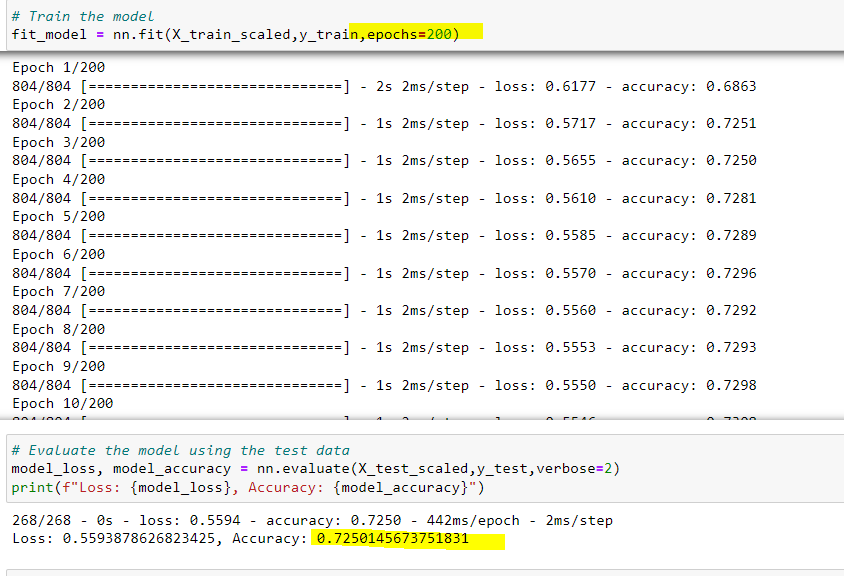 # Train the model
fit_model = nn.fit(X_train_scaled,y_train,epochs=200)
Epoch 1/200
804/804 [==============================] - 2s 2ms/step - loss: 0.6177 - accuracy: 0.6863
Epoch 2/200
804/804 [==============================] - 1s 2ms/step - loss: 0.5717 - accuracy: 0.7251
Epoch 3/200
804/804 [==============================] - 1s 2ms/step - loss: 0.5655 - accuracy: 0.7250
Epoch 4/200
804/804 [==============================] - 1s 2ms/step - loss: 0.5610 - accuracy: 0.7281
Epoch 5/200
804/804 [==============================] - 1s 2ms/step - loss: 0.5585 - accuracy: 0.7289
Epoch 6/200
804/804 [==============================] - 1s 2ms/step - loss: 0.5570 - accuracy: 0.7296
Epoch 7/200
804/804 [==============================] - 1s 2ms/step - loss: 0.5560 - accuracy: 0.7292
Epoch 8/200
804/804 [==============================] - 1s 2ms/step - loss: 0.5553 - accuracy: 0.7293
Epoch 9/200
804/804 [==============================] - 1s 2ms/step - loss: 0.5550 - accuracy: 0.7298
Epoch 10/200
# Evaluate the model using the test data
model_loss, model_accuracy = nn.evaluate(X_test_scaled,y_test,verbose=2)
print(f"Loss: {model_loss}, Accuracy: {model_accuracy}")
268/268 - 0s - loss: 0.5594 - accuracy: 0.7250 - 442ms/epoch - 2ms/step
Loss: 0.5593878626823425, Accuracy: 0.7250145673751831